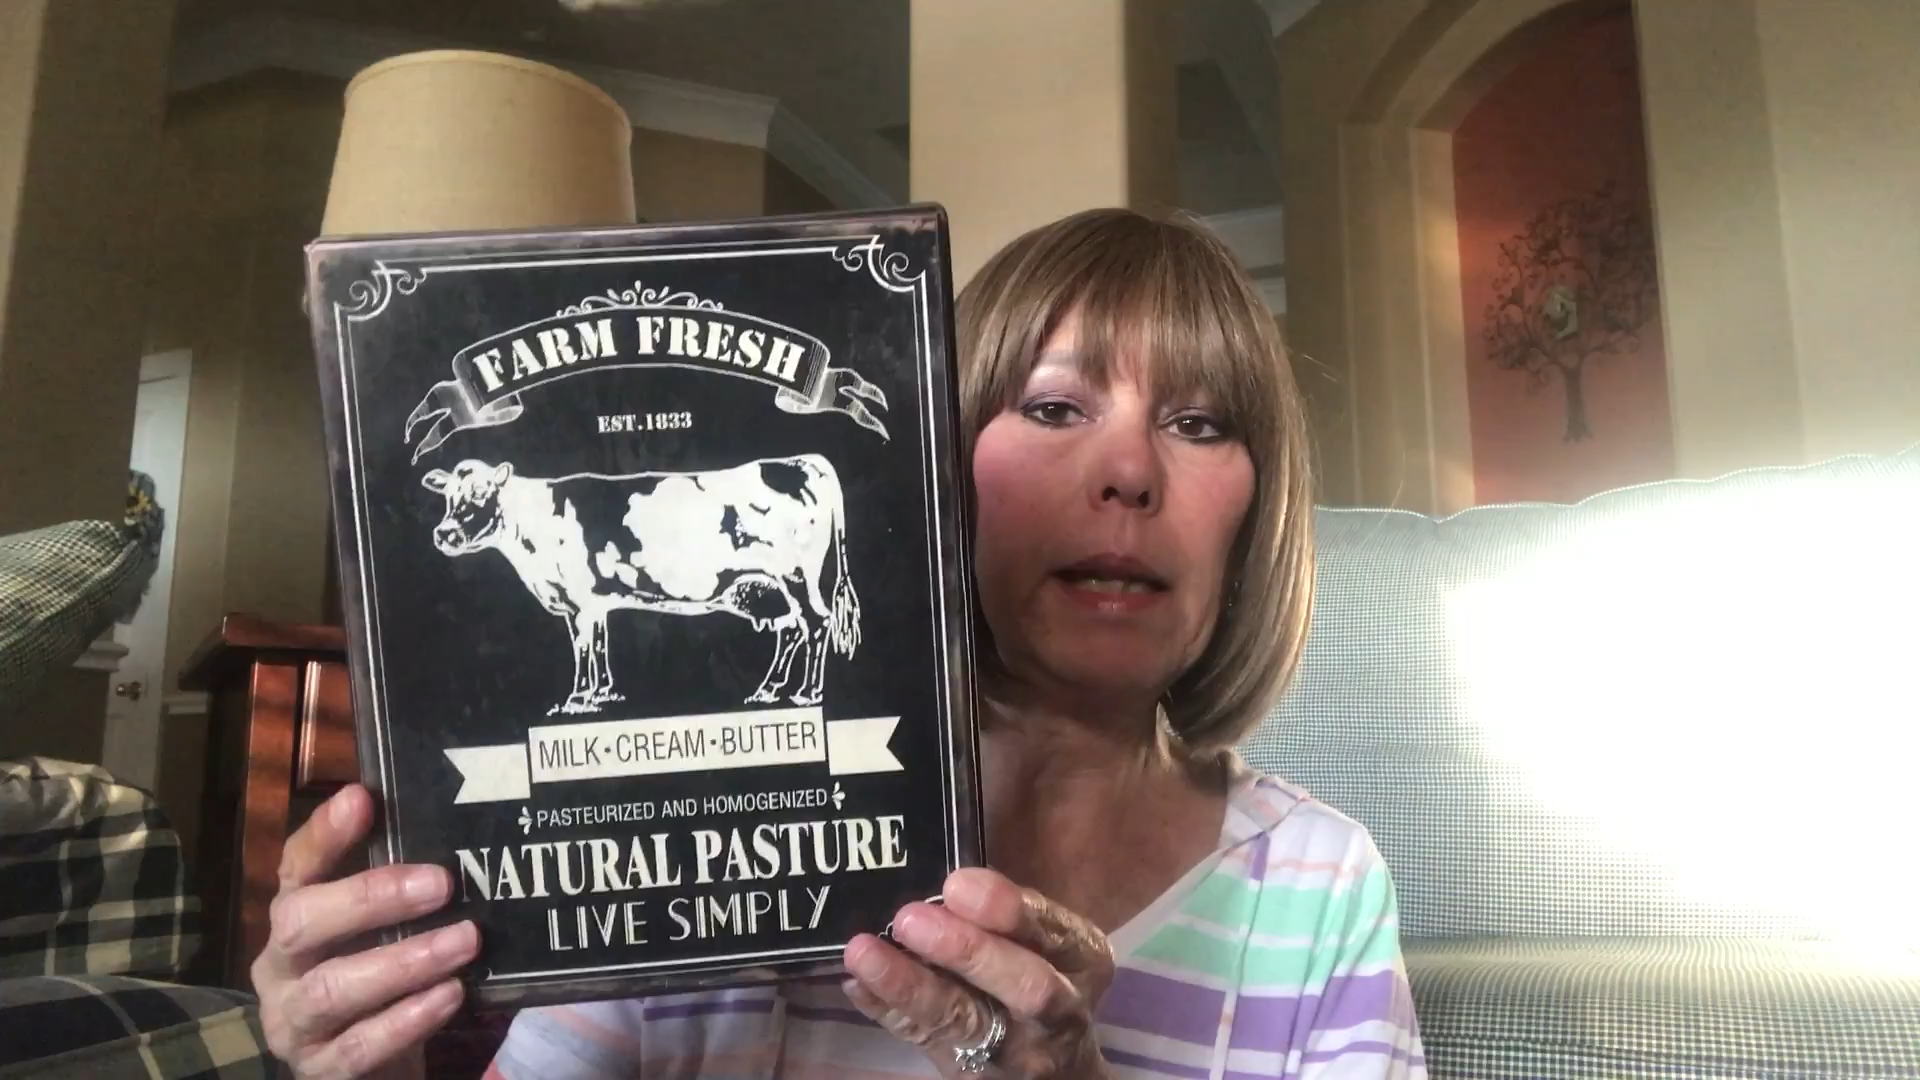 FARM FRESH
EST.1833
MILK•CREAM•BUTTER
PASTEURIZED AND HOMOGENIZED
NATURAL PASTURE
LIVE SIMPLY